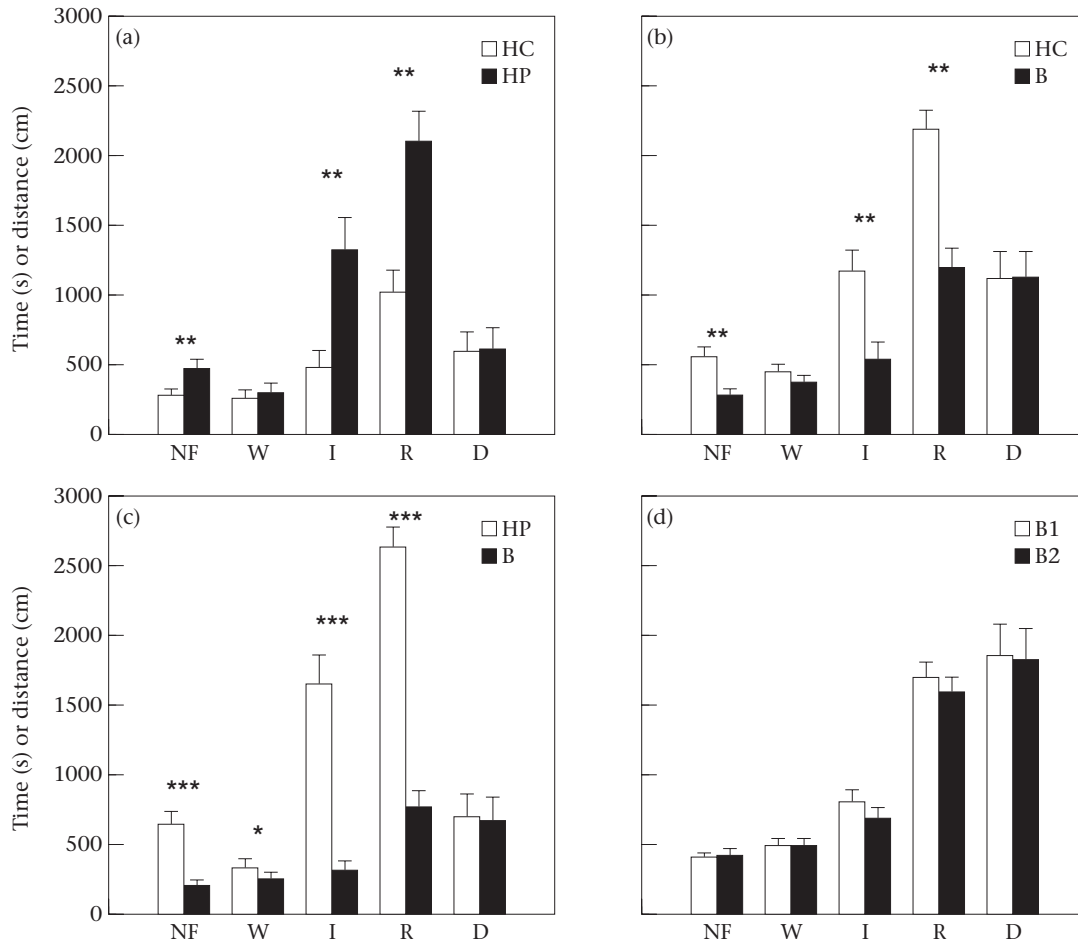 (a)
HC
HP
**
**
**
Time (s) or distance (cm)
3000
2500
2000
1500
1000
500
0
NF W I R D
(b)
HC
B
**
**
**
NF W I R D
(c)
HP
B
***
***
***
*
Time (s) or distance (cm)
3000
2500
2000
1500
1000
500
0
NF W I R D
(d)
B1
B2
NF W I R D